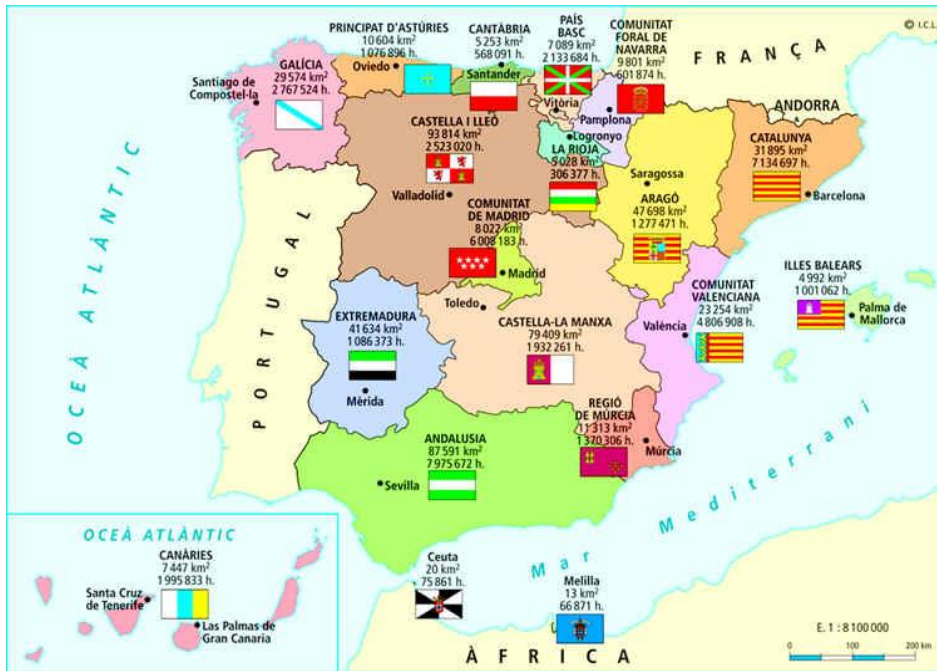 © I.C.L.
PRINCIPAT D'ASTÚRIES
10 604 km²
1 076 896 h.
Oviedo
CANTÀBRIA
5 253 km²
568 091 h.
Santander
PAÍS
BASC
7 089 km²
2 133 684 h.
Vitòria
COMUNITAT
FORAL DE
NAVARRA
9 801 km²
601 874 h.
Pamplona
FRANÇA
ANDORRA
GALÍCIA
29 574 km²
2 767 524 h.
Santiago de
Compostel·la
CASTELLA I LLEÓ
93 814 km²
2 523 020 h.
Valladolid
Logronyo
LA RIOJA
5 028 km²
306 377 h.
Saragossa
ARAGÓ
47 698 km²
1 277 471 h.
CATALUNYA
31 895 km²
7 134 697 h.
Barcelona
COMUNITAT
DE MADRID
8 022 km²
6 008 183 h.
Madrid
OCEÀ ATLÀNTIC
PORTUGAL
Toledo
EXTREMADURA
41 634 km²
1 086 373 h.
Mèrida
CASTELLA-LA MANXA
79 409 km²
1 932 261 h.
COMUNITAT
VALENCIANA
23 254 km²
4 806 908 h.
València
ILLES BALEARS
4 992 km²
1 001 062 h.
Palma de
Mallorca
REGIÓ
DE MÚRCIA
11 313 km²
1 370 306 h.
Múrcia
ANDALUSIA
87 591 km²
7 975 672 h.
Sevilla
Mar Mediterrani
OCEÀ ATLÀNTIC
CANÀRIES
7 447 km²
1 995 833 h.
Santa Cruz
de Tenerife
Las Palmas de
Gran Canaria
Ceuta
20 km²
75 861 h.
Melilla
13 km²
66 871 h.
ÀFRICA
E. 1 : 8 100 000
0 100 200 km